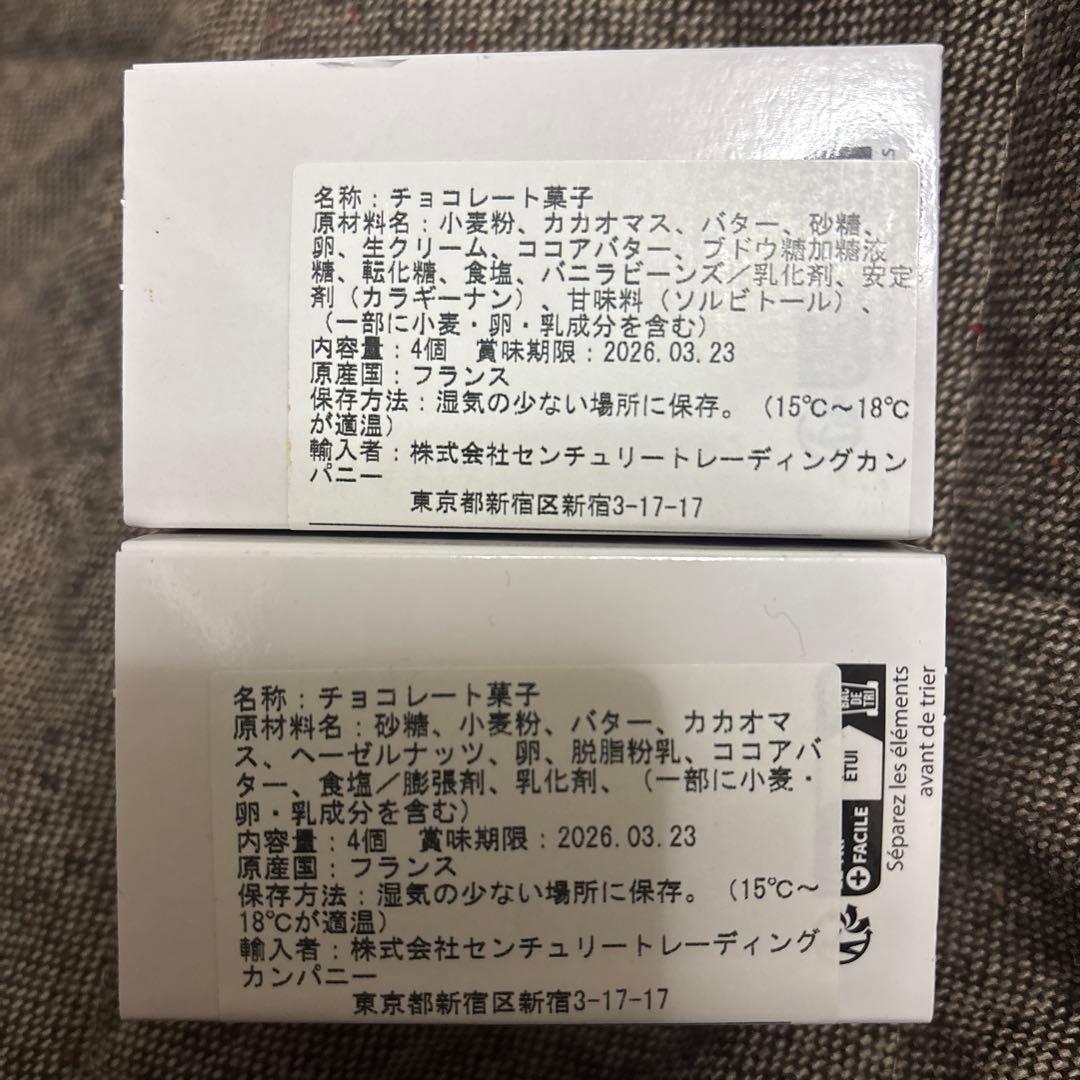 名称：チョコレート菓子
原材料名：小麦粉、カカオマス、バター、砂糖、
卵、生クリーム、ココアバター、ブドウ糖加糖液
糖、転化糖、食塩、バニラビーンズ／乳化剤、安定
剤（カラギーナン）、甘味料（ソルビトール）、
（一部に小麦・卵・乳成分を含む）
内容量：4個　賞味期限：2026.03.23
原産国：フランス
保存方法：湿気の少ない場所に保存。（15℃～18℃
が適温）
輸入者：株式会社センチュリートレーディングカン
パニー
東京都新宿区新宿3-17-17
名称：チョコレート菓子
原材料名：砂糖、小麦粉、バター、カカオマ
ス、ヘーゼルナッツ、卵、脱脂粉乳、ココアバ
ター、食塩／膨張剤、乳化剤、（一部に小麦・
卵・乳成分を含む）
内容量：4個　賞味期限：2026.03.23
原産国：フランス
保存方法：湿気の少ない場所に保存。（15℃～
18℃が適温）
輸入者：株式会社センチュリートレーディング
カンパニー
東京都新宿区新宿3-17-17
BAC
DE
TRI
ETUI
+ FACILE
Séparez les éléments
avant de trier